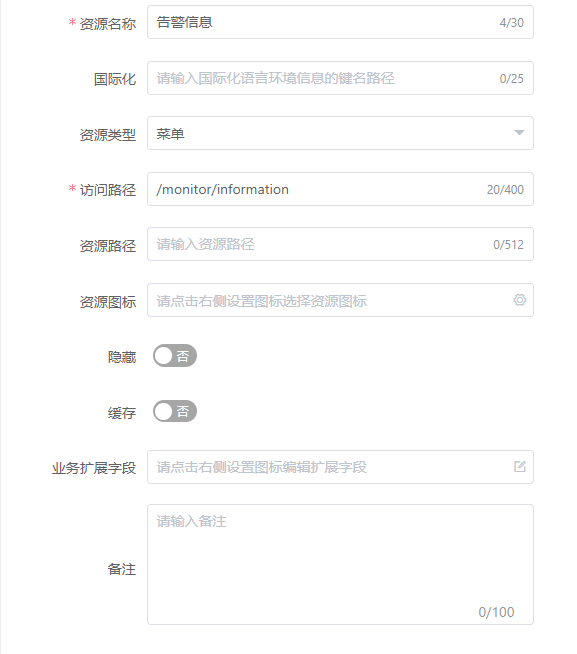 * 资源名称 告警信息 4/30
国际化 请输入国际化语言环境信息的键名路径 0/25
资源类型 菜单
* 访问路径 /monitor/information 20/400
资源路径 请输入资源路径 0/512
资源图标 请点击右侧设置图标选择资源图标
隐藏 否
缓存 否
业务扩展字段 请点击右侧设置图标编辑扩展字段
请输入备注
备注
0/100